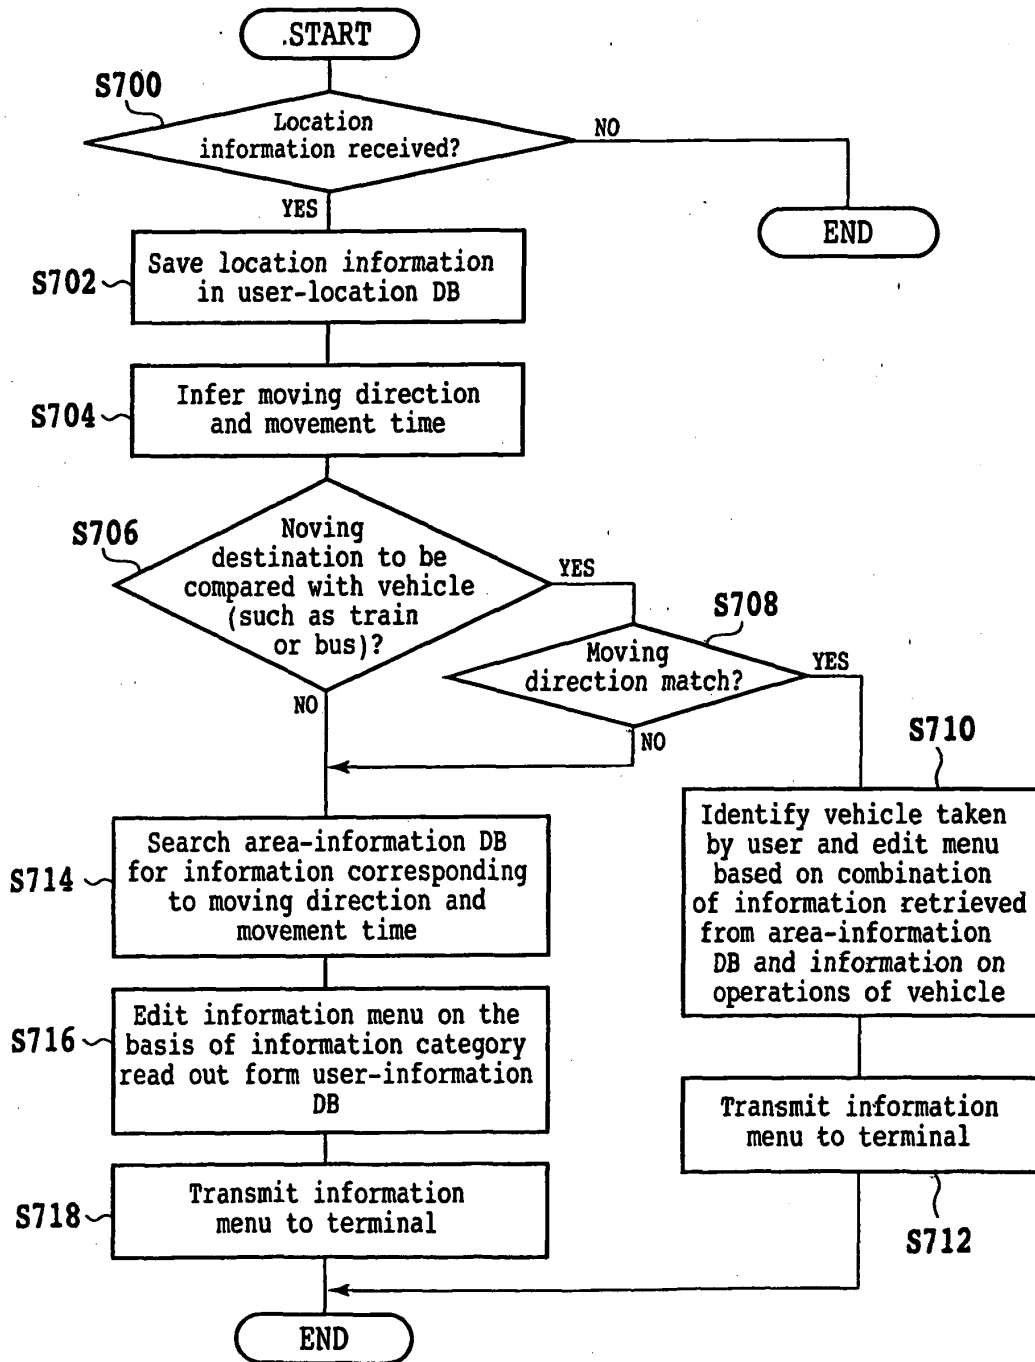 .START
S700
Location
information received?
NO
YES
END
S702
Save location information
in user-location DB
S704
Infer moving direction
and movement time
S706
Noving
destination to be
compared with vehicle
(such as train
or bus)?
YES
NO
S708
Moving
direction match?
YES
NO
S710
Identify vehicle taken
by user and edit menu
based on combination
of information retrieved
from area-information
DB and information on
operations of vehicle
S714
Search area-information DB
for information corresponding
to moving direction and
movement time
S716
Edit information menu on the
basis of information category
read out form user-information
DB
Transmit information
menu to terminal
S712
S718
Transmit information
menu to terminal
END